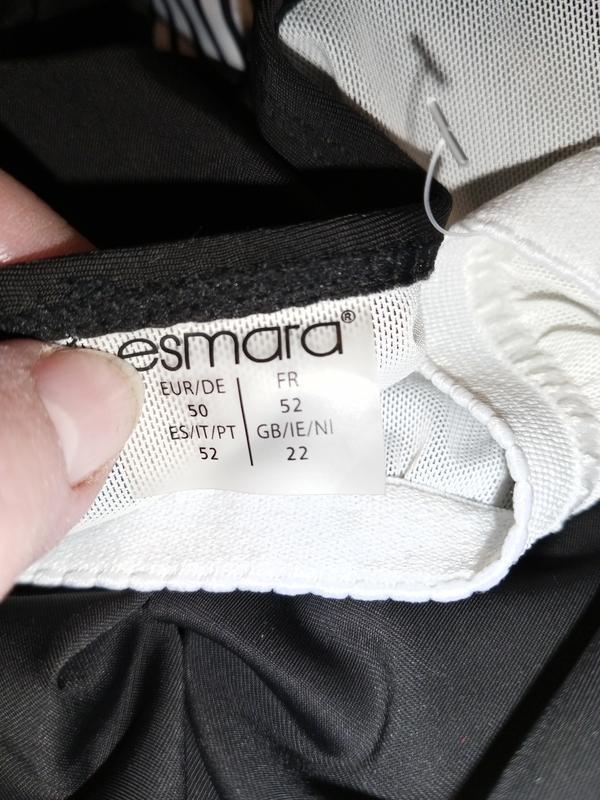 esmara®
EUR/DE FR
50 52
ES/IT/PT GB/IE/NI
52 22